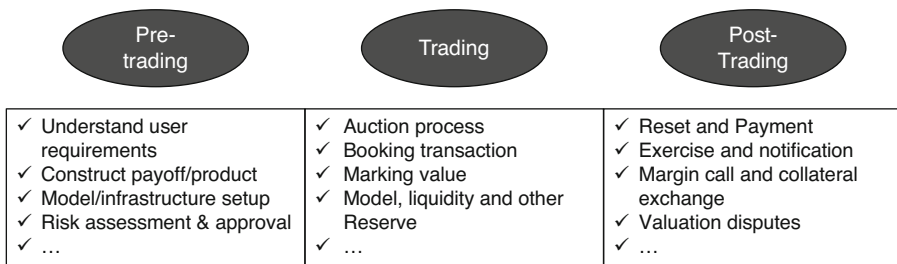 Pre-
trading
Trading
Post-
Trading
✓ Understand user
requirements
✓ Construct payoff/product
✓ Model/infrastructure setup
✓ Risk assessment & approval
✓ …
✓ Auction process
✓ Booking transaction
✓ Marking value
✓ Model, liquidity and other
Reserve
✓ …
✓ Reset and Payment
✓ Exercise and notification
✓ Margin call and collateral
exchange
✓ Valuation disputes
✓ …